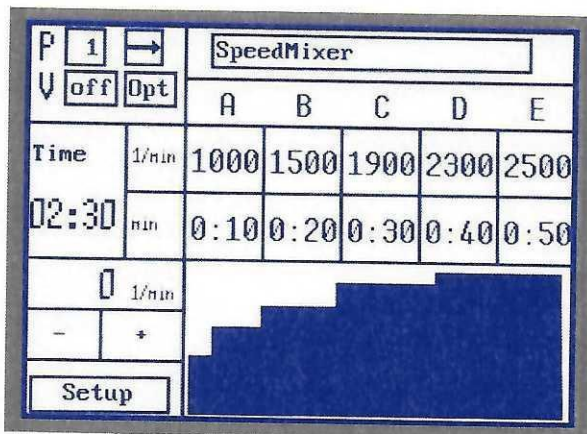 P 1 → SpeedMixer
V off Opt
A B C D E
Time 1/min 1000 1500 1900 2300 2500
02:30 min 0:10 0:20 0:30 0:40 0:50
0 1/min
- +
Setup